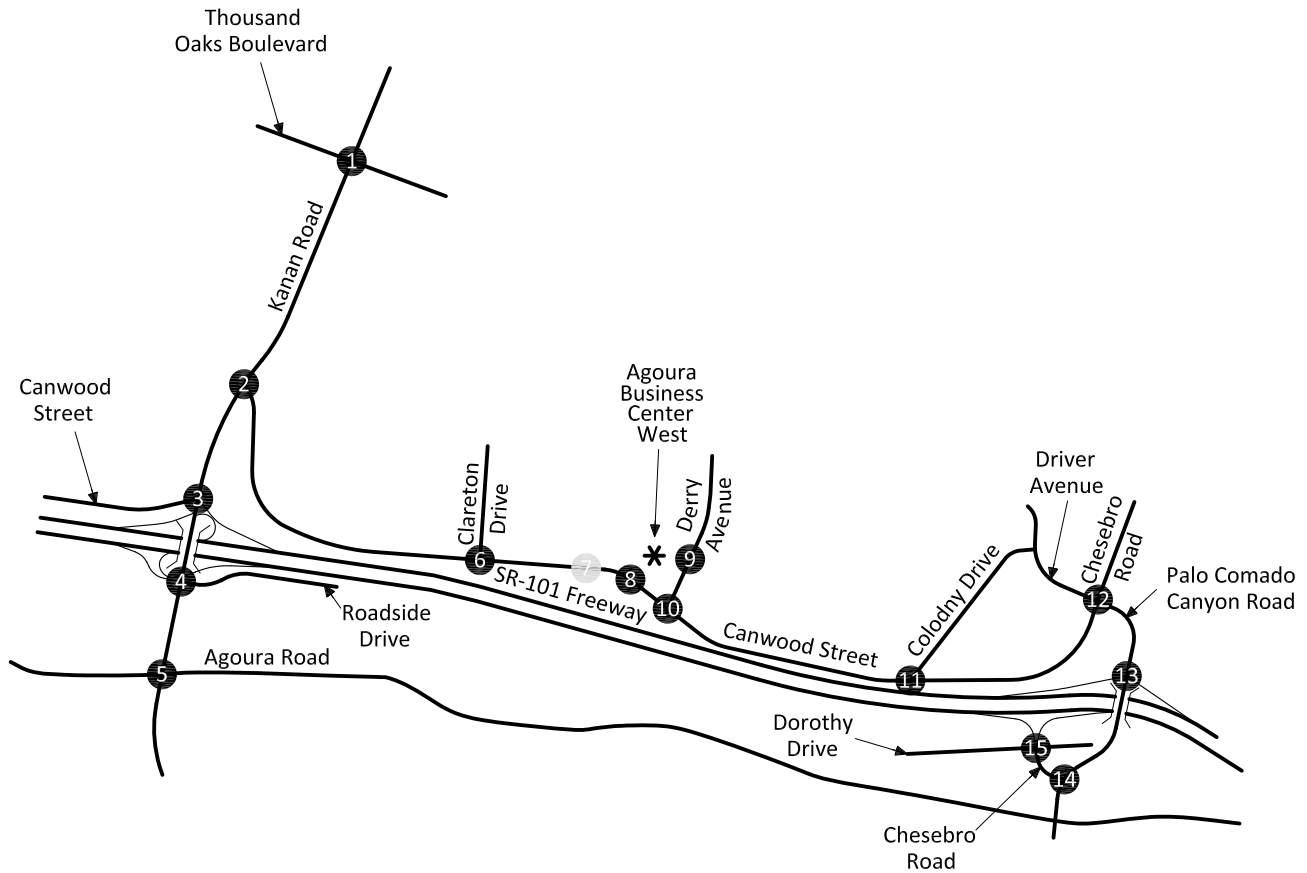 Thousand
Oaks Boulevard
1
Kanan Road
2
Canwood
Street
3
Agoura
Business
Center
West
Clareton
Drive
Derry
Avenue
Driver
Avenue
Chesebro
Road
6
7
8
9
10
SR-101 Freeway
4
Roadside
Drive
Colodny Drive
12
Palo Comado
Canyon Road
Canwood Street
5
Agoura Road
11
13
Dorothy
Drive
15
14
Chesebro
Road